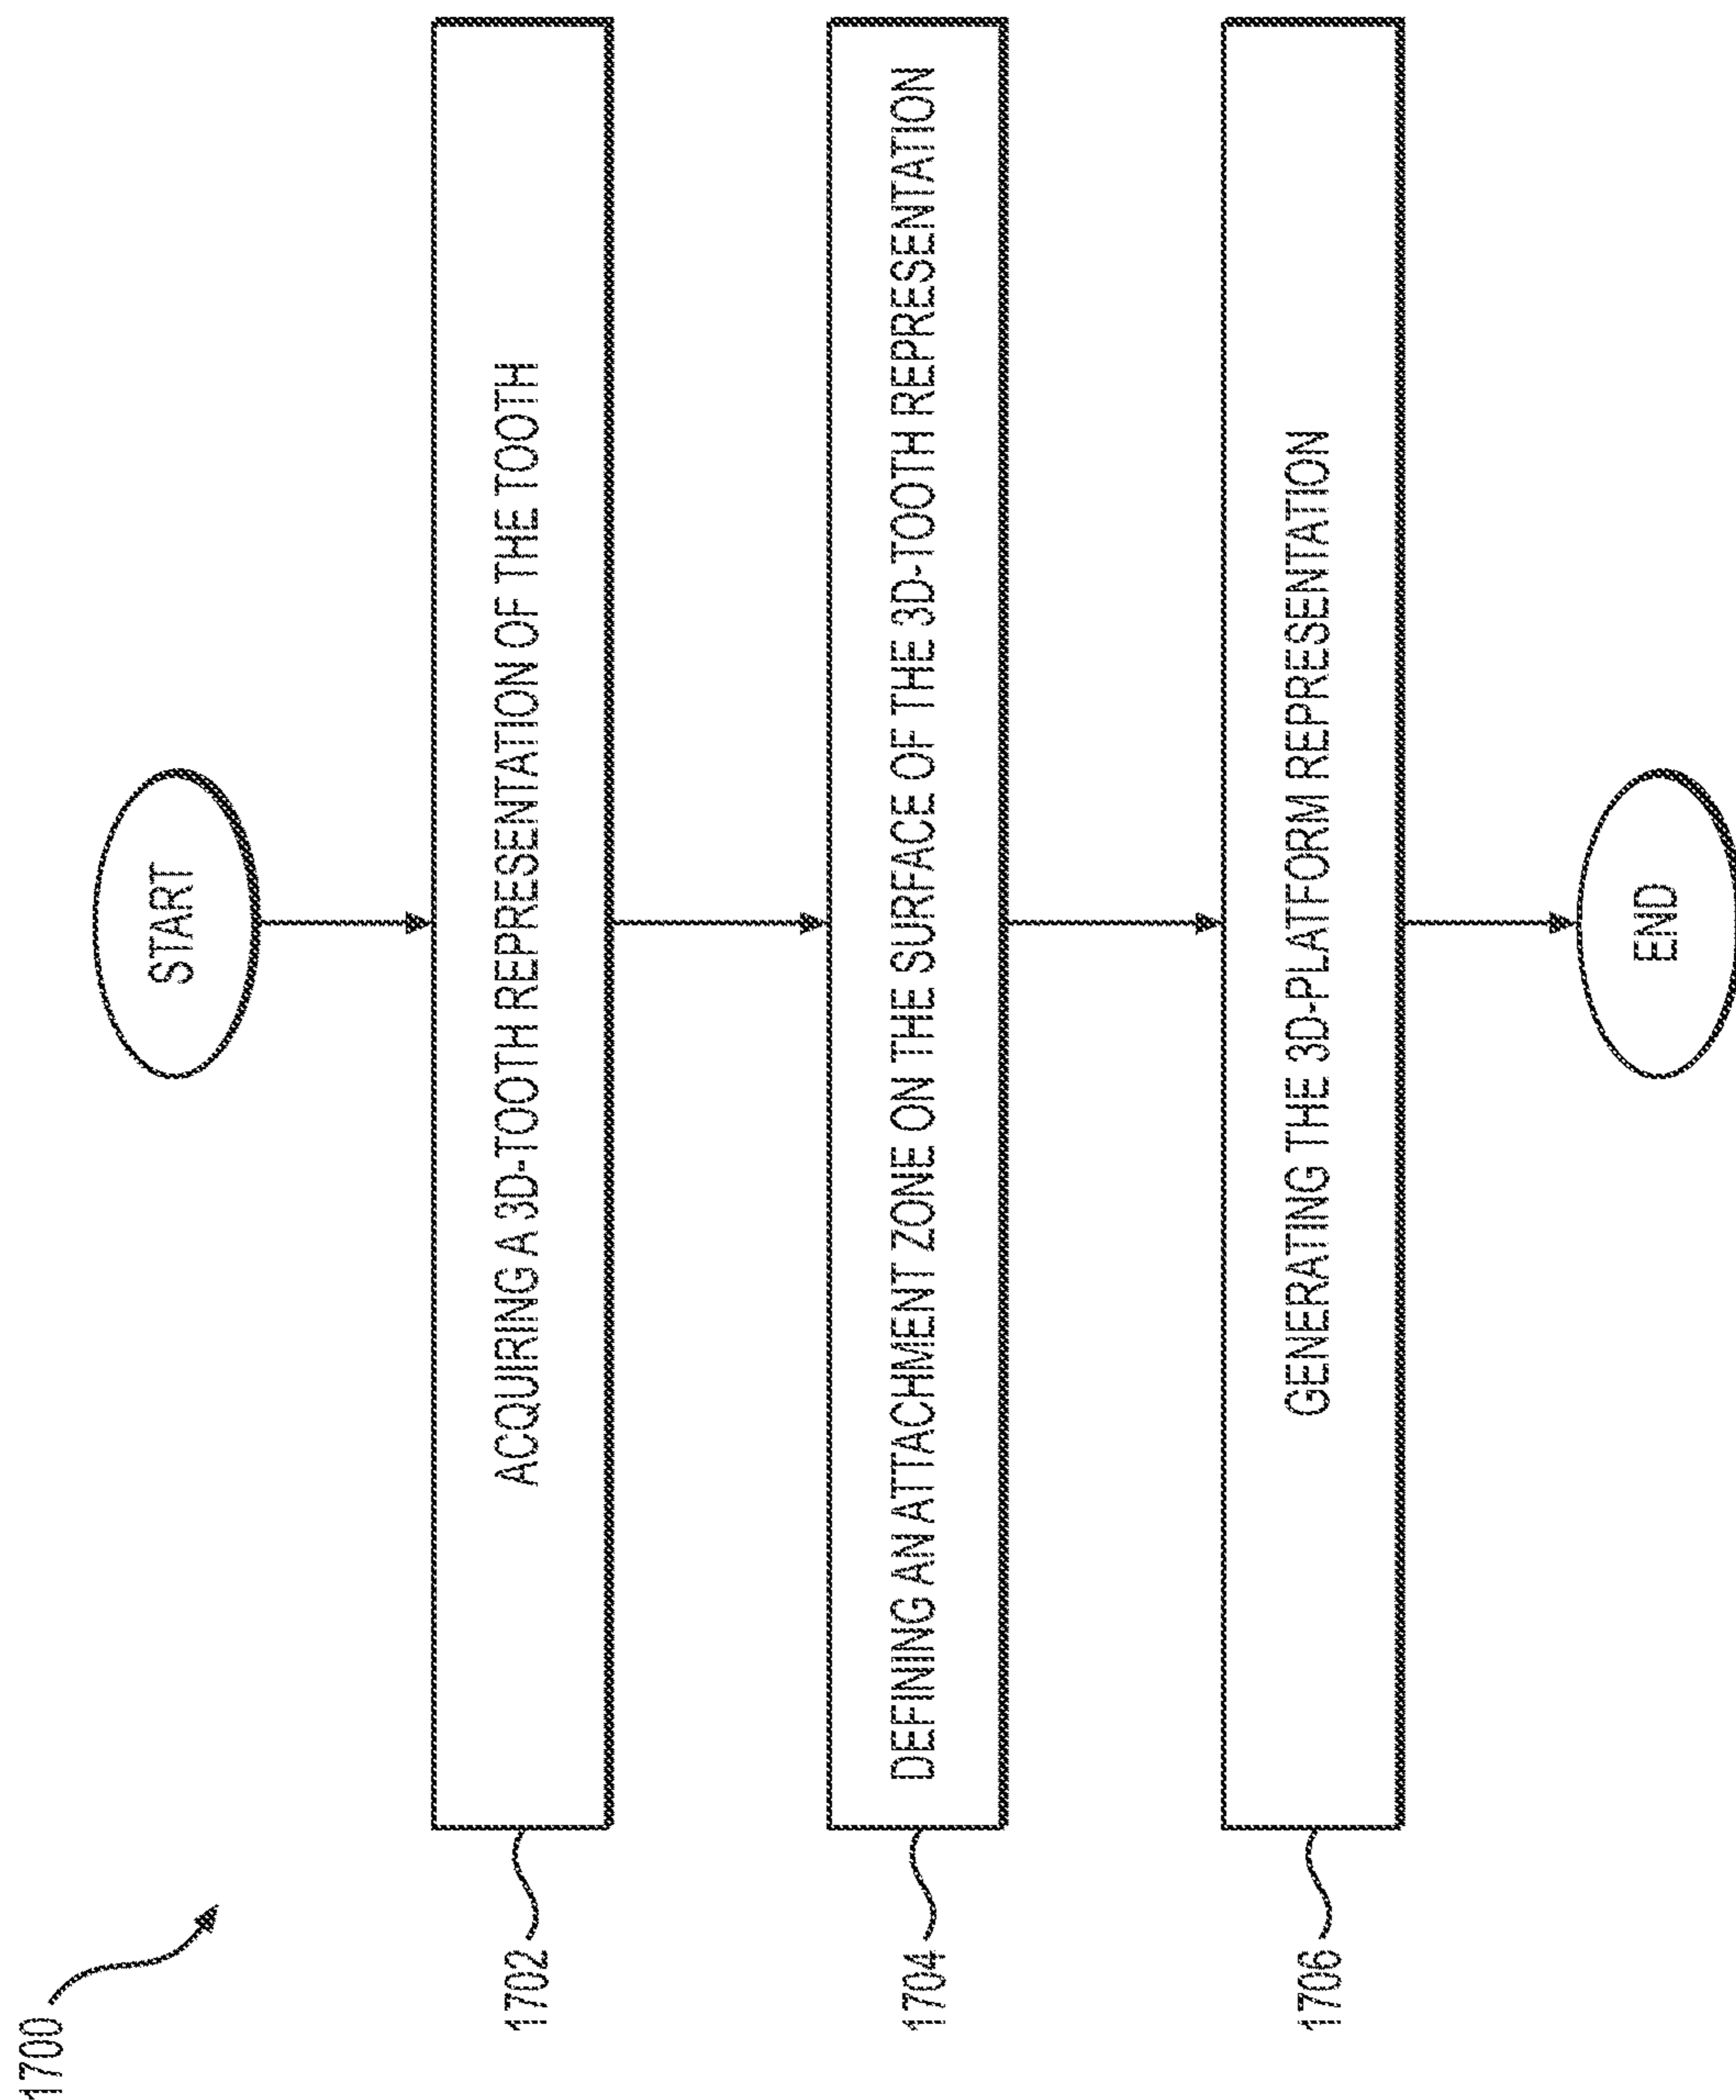 1700
START
1702
ACQUIRING A 3D-TOOTH REPRESENTATION OF THE TOOTH
1704
DEFINING AN ATTACHMENT ZONE ON THE SURFACE OF THE 3D-TOOTH REPRESENTATION
1706
GENERATING THE 3D-PLATFORM REPRESENTATION
END